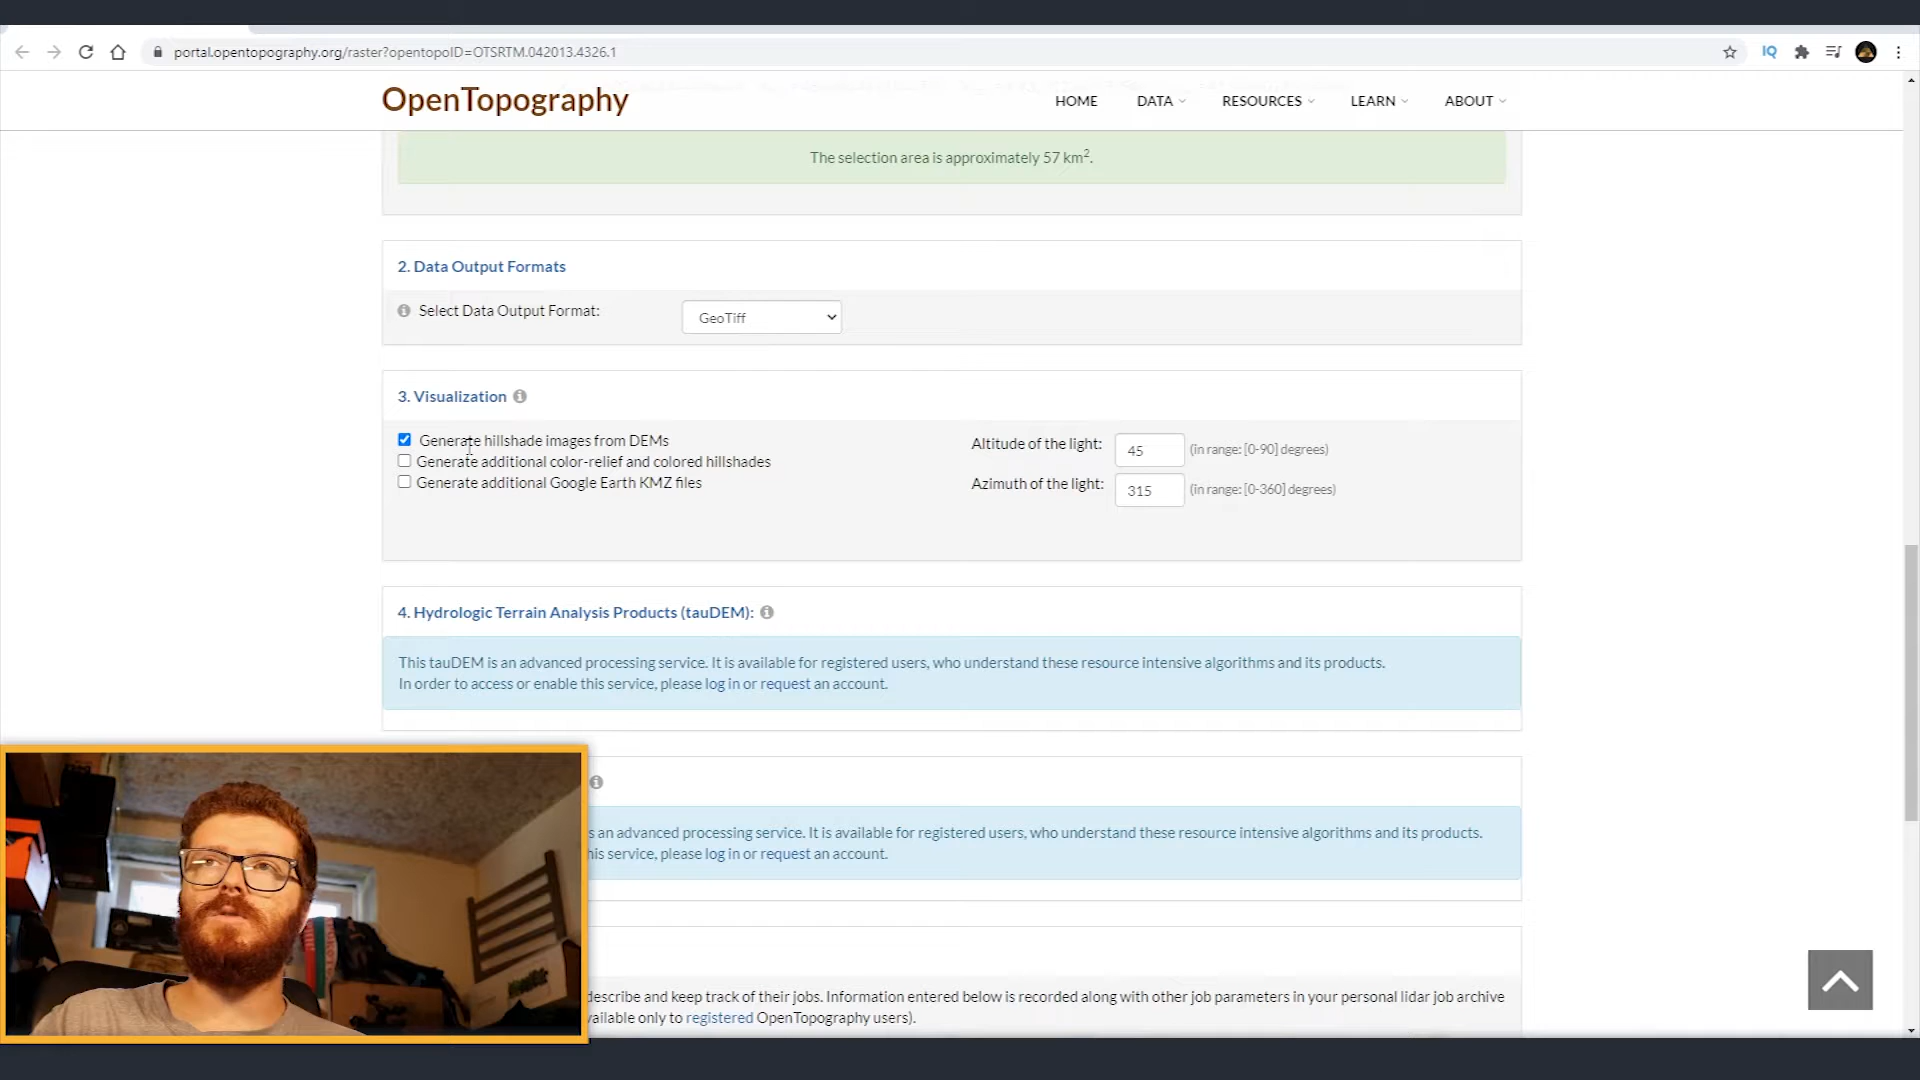 portal.opentopography.org/raster?opentopoID=OTSRTM.042013.4326.1
IQ
OpenTopography
HOME
DATA
RESOURCES
LEARN
ABOUT
The selection area is approximately 57 km².
2. Data Output Formats
Select Data Output Format:
GeoTiff
3. Visualization
Generate hillshade images from DEMs
Generate additional color-relief and colored hillshades
Generate additional Google Earth KMZ files
Altitude of the light:
45
(in range: [0-90] degrees)
Azimuth of the light:
315
(in range: [0-360] degrees)
4. Hydrologic Terrain Analysis Products (tauDEM):
This tauDEM is an advanced processing service. It is available for registered users, who understand these resource intensive algorithms and its products.
In order to access or enable this service, please log in or request an account.
s an advanced processing service. It is available for registered users, who understand these resource intensive algorithms and its products.
his service, please log in or request an account.
describe and keep track of their jobs. Information entered below is recorded along with other job parameters in your personal lidar job archive
vailable only to registered OpenTopography users).